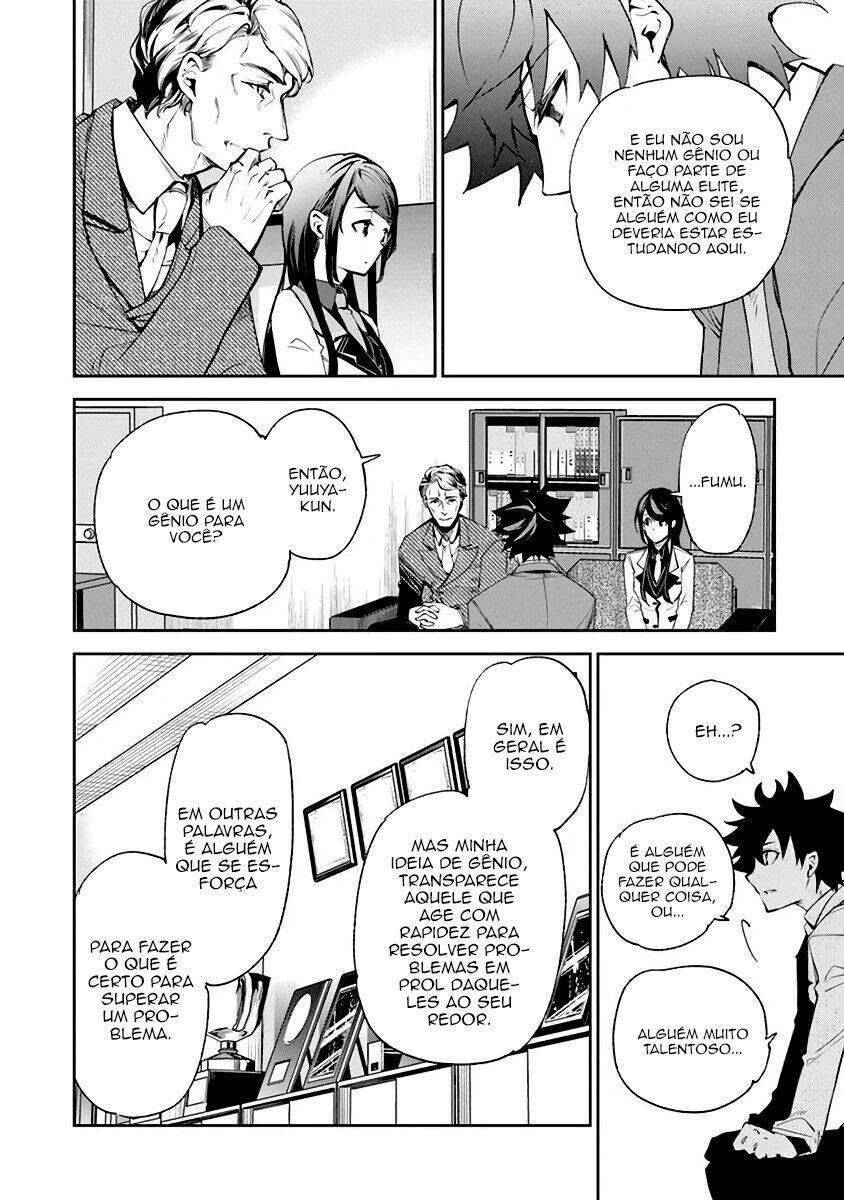 E EU NÃO SOU
NENHUM GÊNIO OU
FAÇO PARTE DE
ALGUMA ELITE,
ENTÃO NÃO SEI SE
ALGUÉM COMO EU
DEVERIA ESTAR ES-
TUDANDO AQUI.
...FUMU.
ENTÃO,
YUUYA-
KUN.
O QUE É UM
GÊNIO PARA
VOCÊ?
EH...?
É ALGUÉM
QUE PODE
FAZER QUAL-
QUER COISA,
OU...
ALGUÉM MUITO
TALENTOSO...
SIM, EM
GERAL É
ISSO.
MAS MINHA
IDEIA DE GÊNIO,
TRANSPARECE
AQUELE QUE
AGE COM
RAPIDEZ PARA
RESOLVER PRO-
BLEMAS EM
PROL DAQUE-
LES AO SEU
REDOR.
EM OUTRAS
PALAVRAS,
É ALGUÉM
QUE SE ES-
FORÇA
PARA FAZER
O QUE É
CERTO PARA
SUPERAR
UM PRO-
BLEMA.